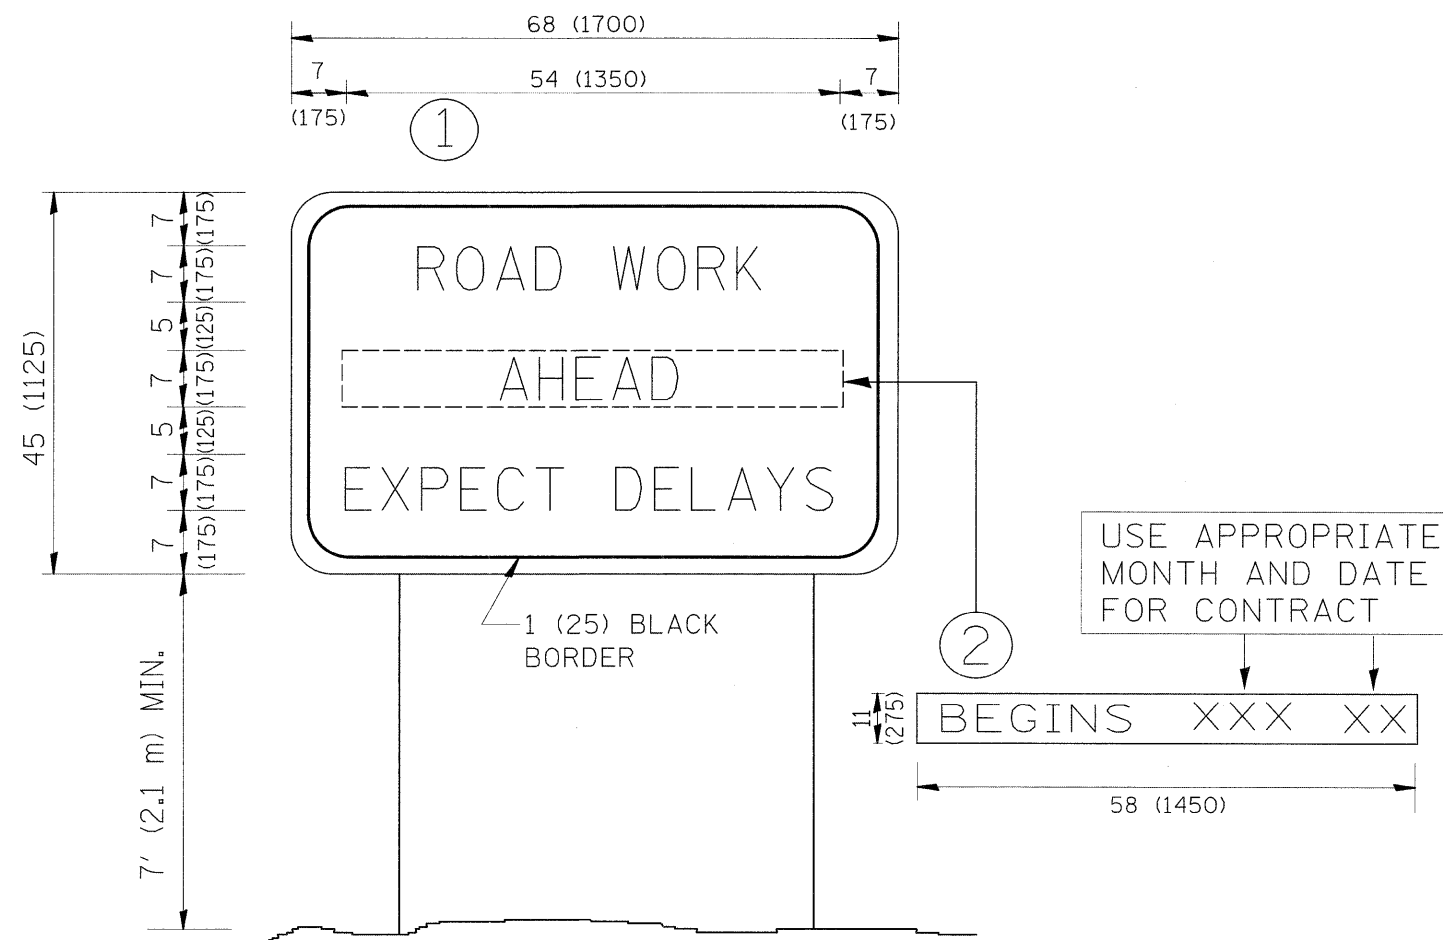 68 (1700)
7
54 (1350)
7
(175)
(175)
1
7
(175)
7
(175)
5
(125)
7
(175)
5
(125)
7
(175)
7
(175)
45 (1125)
ROAD WORK
AHEAD
EXPECT DELAYS
1 (25) BLACK
BORDER
7' (2.1 m) MIN.
2
USE APPROPRIATE
MONTH AND DATE
FOR CONTRACT
11
(275)
BEGINS XXX XX
58 (1450)